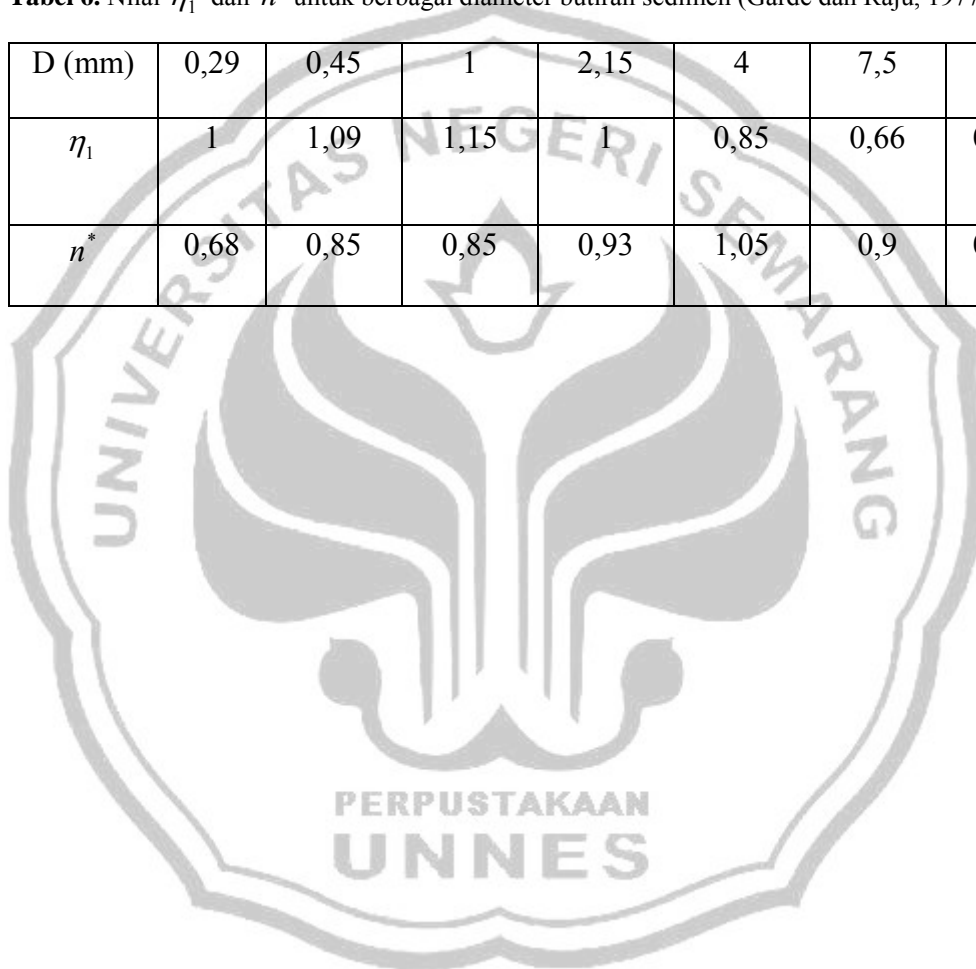 Tabel 6. Nilai η₁ dan n* untuk berbagai diameter butiran sedimen (Garde dan Raju, 1977
D (mm) 0,29 0,45 1 2,15 4 7,5
η₁ 1 1,09 1,15 1 0,85 0,66
n* 0,68 0,85 0,85 0,93 1,05 0,9
UNIVERSITAS NEGERI SEMARANG
PERPUSTAKAAN
UNNES